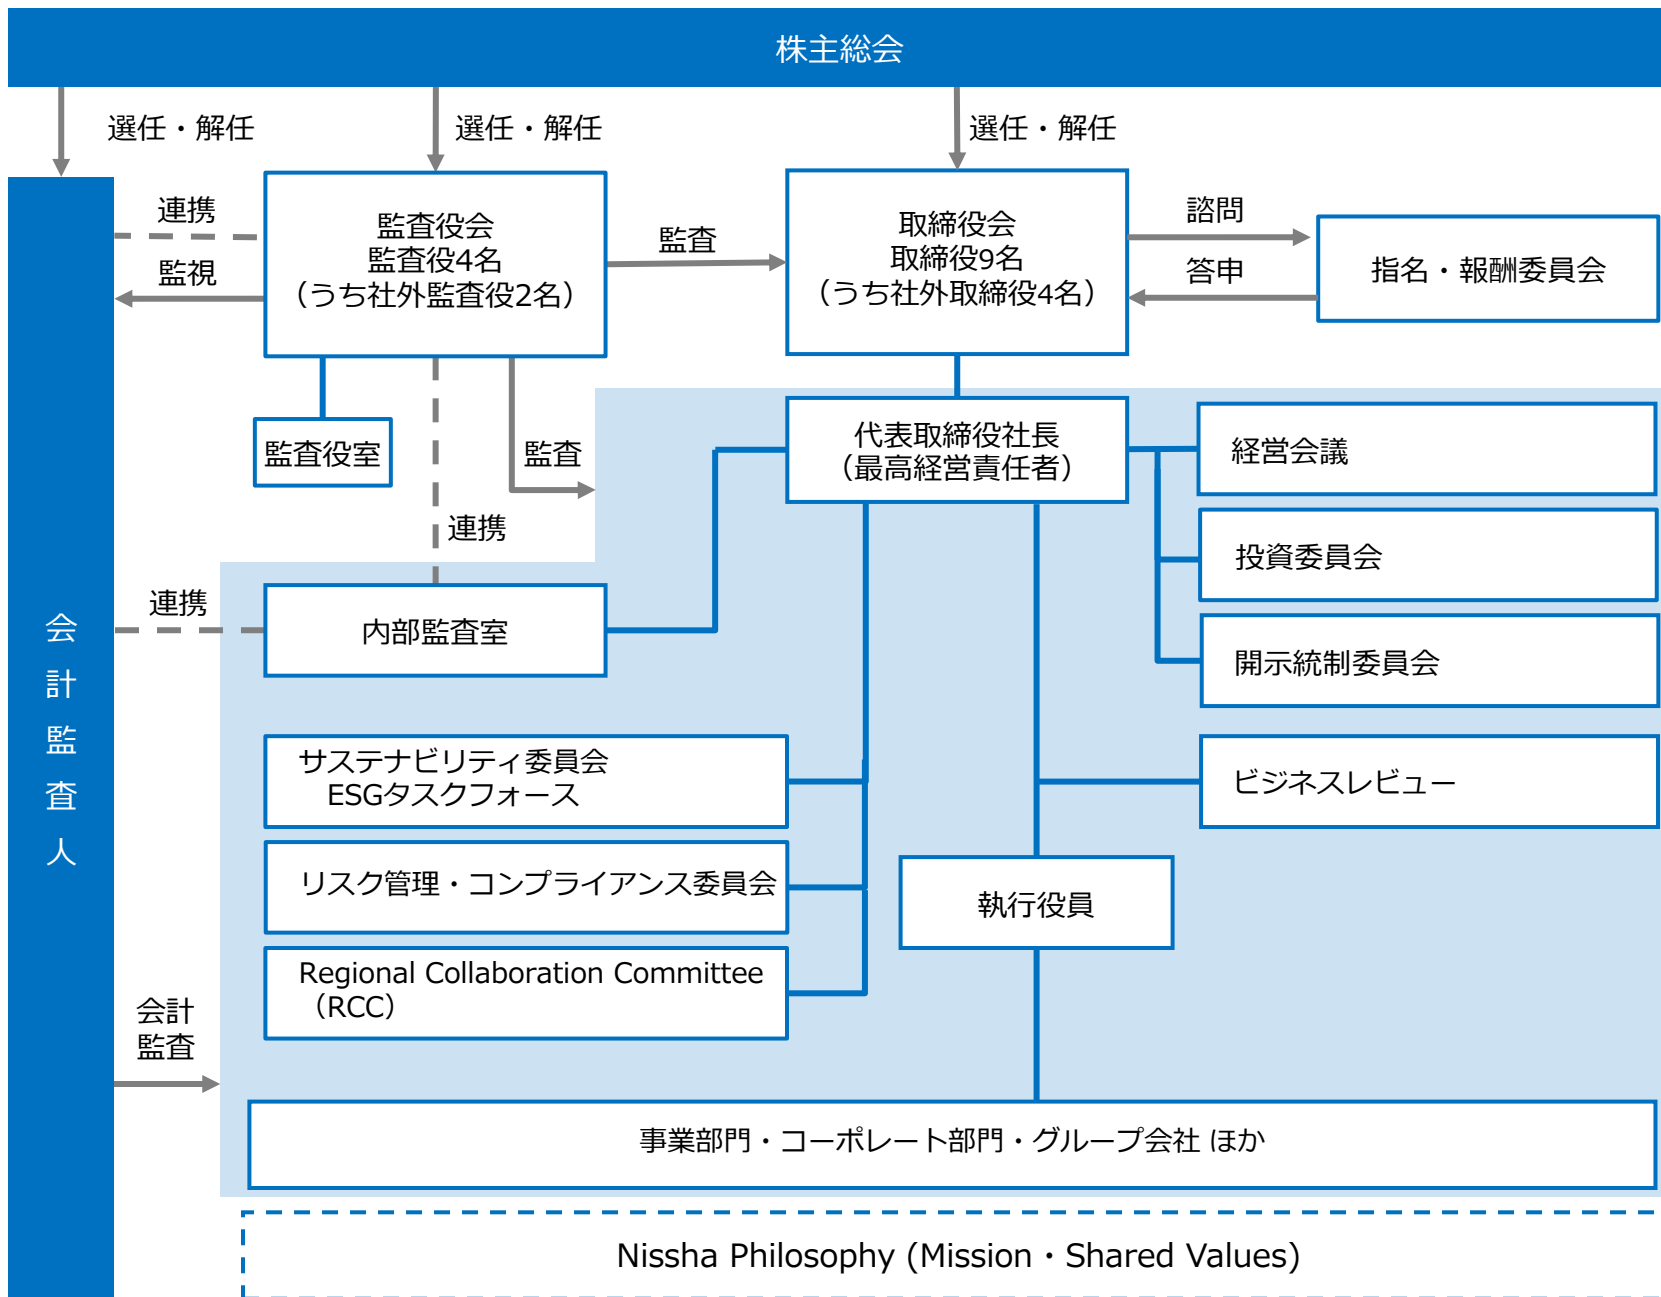 株主総会
選任・解任
選任・解任
選任・解任
連携
監視
監査役会
監査役4名
（うち社外監査役2名）
監査
取締役会
取締役9名
（うち社外取締役4名）
諮問
答申
指名・報酬委員会
監査役室
監査
連携
代表取締役社長
（最高経営責任者）
経営会議
投資委員会
開示統制委員会
連携
内部監査室
会計監査人
サステナビリティ委員会
ESGタスクフォース
ビジネスレビュー
リスク管理・コンプライアンス委員会
執行役員
Regional Collaboration Committee
（RCC）
会計
監査
事業部門・コーポレート部門・グループ会社 ほか
Nissha Philosophy (Mission・Shared Values)